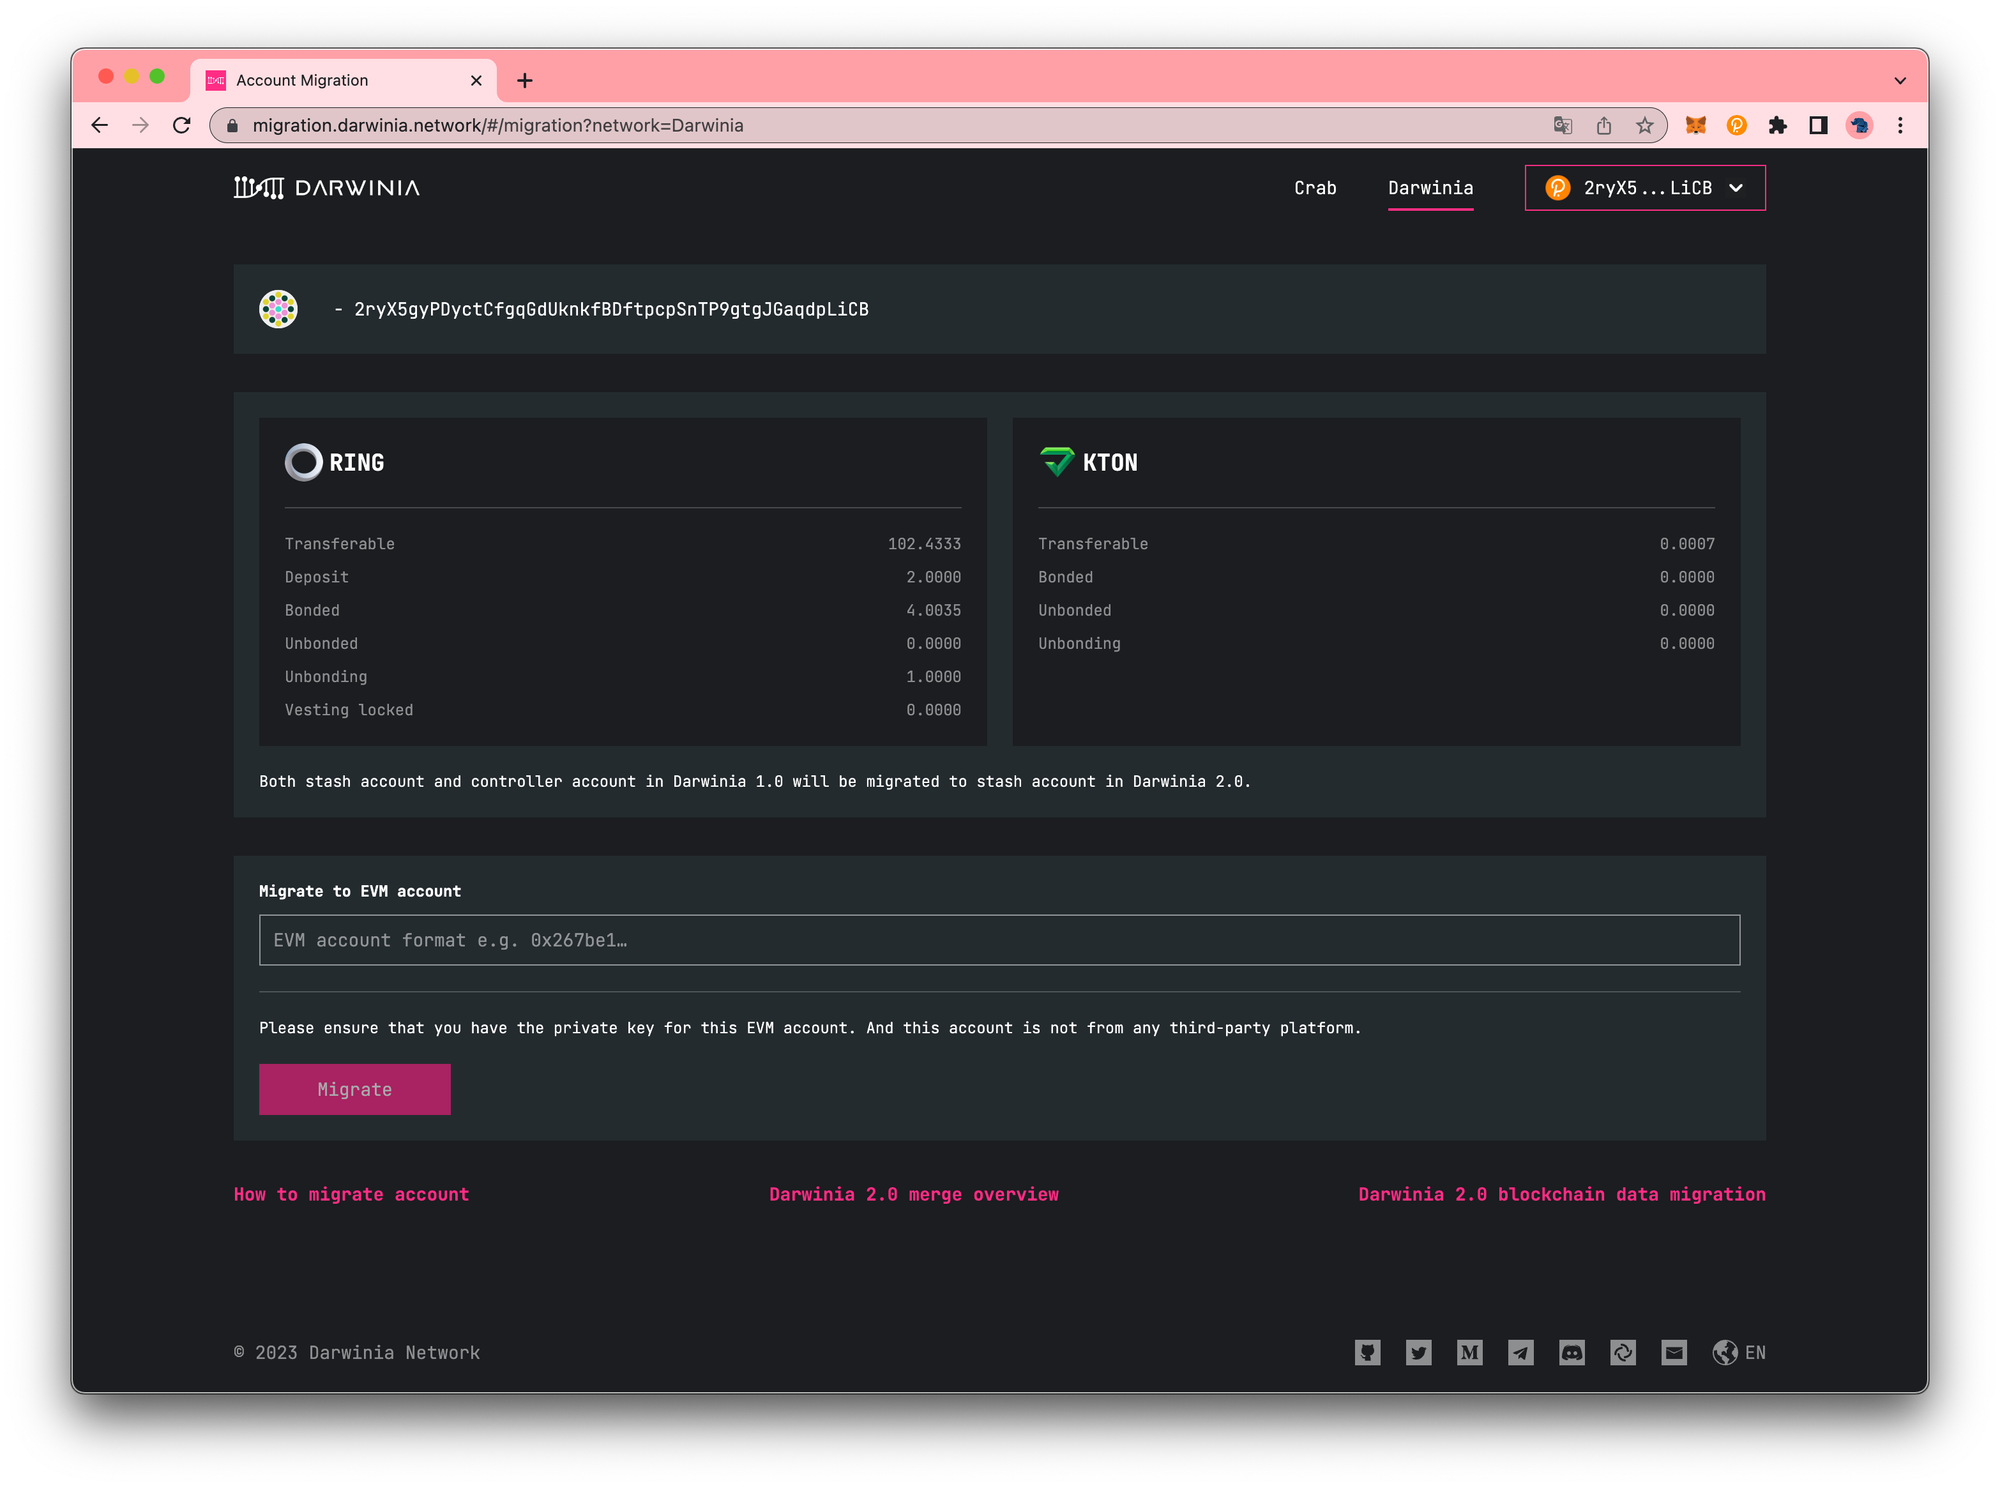 Account Migration
migration.darwinia.network/#/migration?network=Darwinia
DARWINIA
Crab
Darwinia
2ryX5...LiCB
- 2ryX5gyPDyctCfgqGdUknkfBDftpcpSnTP9gtgJGaqdpLiCB
RING
Transferable 102.4333
Deposit 2.0000
Bonded 4.0035
Unbonded 0.0000
Unbonding 1.0000
Vesting locked 0.0000
KTON
Transferable 0.0007
Bonded 0.0000
Unbonded 0.0000
Unbonding 0.0000
Both stash account and controller account in Darwinia 1.0 will be migrated to stash account in Darwinia 2.0.
Migrate to EVM account
EVM account format e.g. 0x267be1…
Please ensure that you have the private key for this EVM account. And this account is not from any third-party platform.
Migrate
How to migrate account
Darwinia 2.0 merge overview
Darwinia 2.0 blockchain data migration
© 2023 Darwinia Network
EN